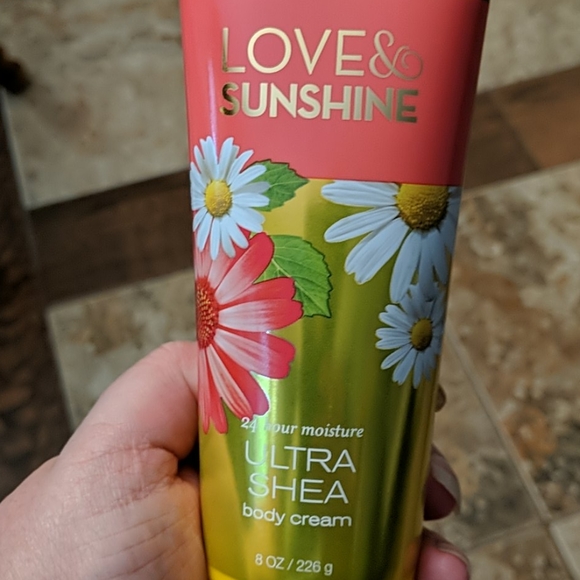 LOVE &
SUNSHINE
24 hour moisture
ULTRA
SHEA
body cream
8 OZ / 226 g